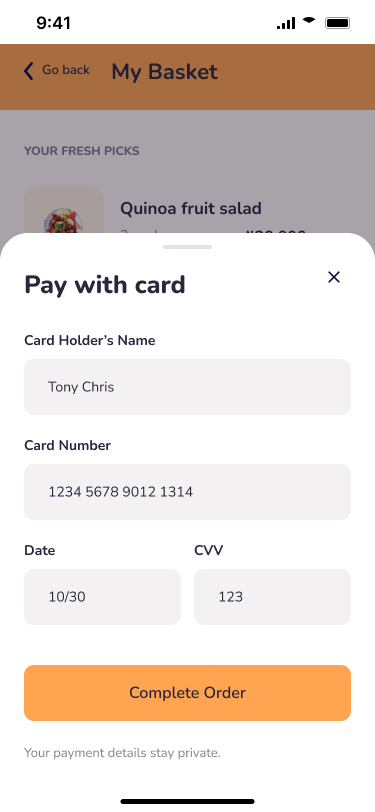 9:41
Go back
My Basket
YOUR FRESH PICKS
Quinoa fruit salad
Pay with card
Card Holder’s Name
Tony Chris
Card Number
1234 5678 9012 1314
Date
CVV
10/30
123
Complete Order
Your payment details stay private.